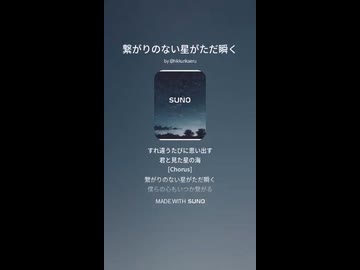 繋がりのない星がただ瞬く
by @hikkoikaeru
SUNO
すれ違うたびに思い出す
君と見た星の海
[Chorus]
繋がりのない星がただ瞬く
僕らの心もいつか繋がる
MADE WITH SUNO